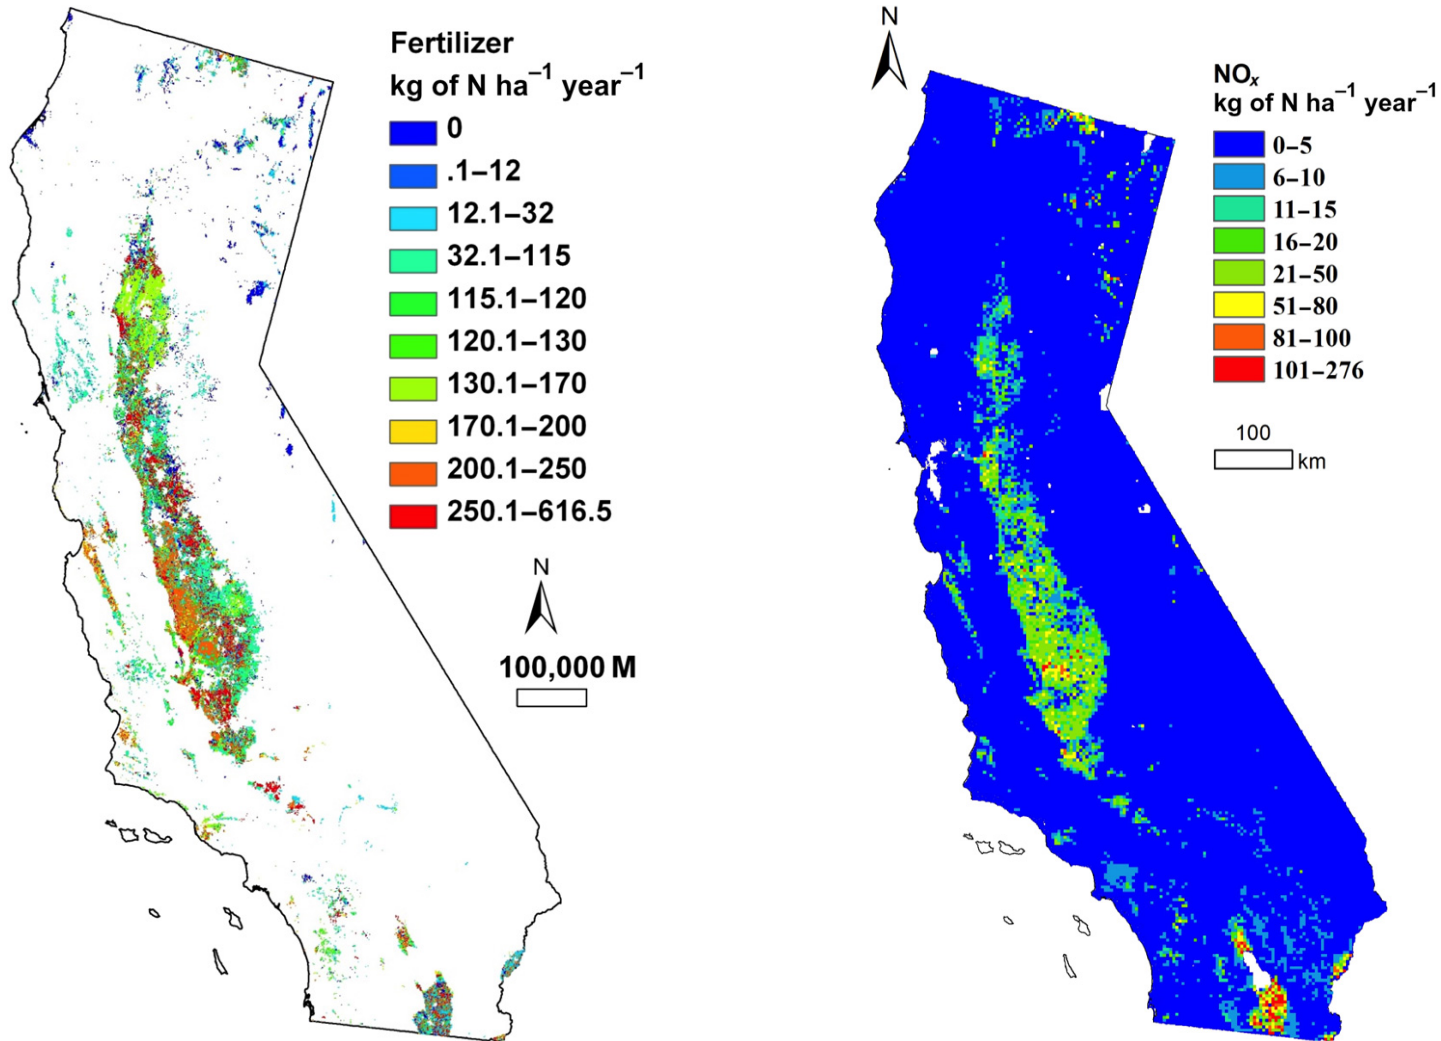 Fertilizer
kg of N ha⁻¹ year⁻¹
0
.1–12
12.1–32
32.1–115
115.1–120
120.1–130
130.1–170
170.1–200
200.1–250
250.1–616.5
N
100,000 M
N
NOₓ
kg of N ha⁻¹ year⁻¹
0–5
6–10
11–15
16–20
21–50
51–80
81–100
101–276
100
km